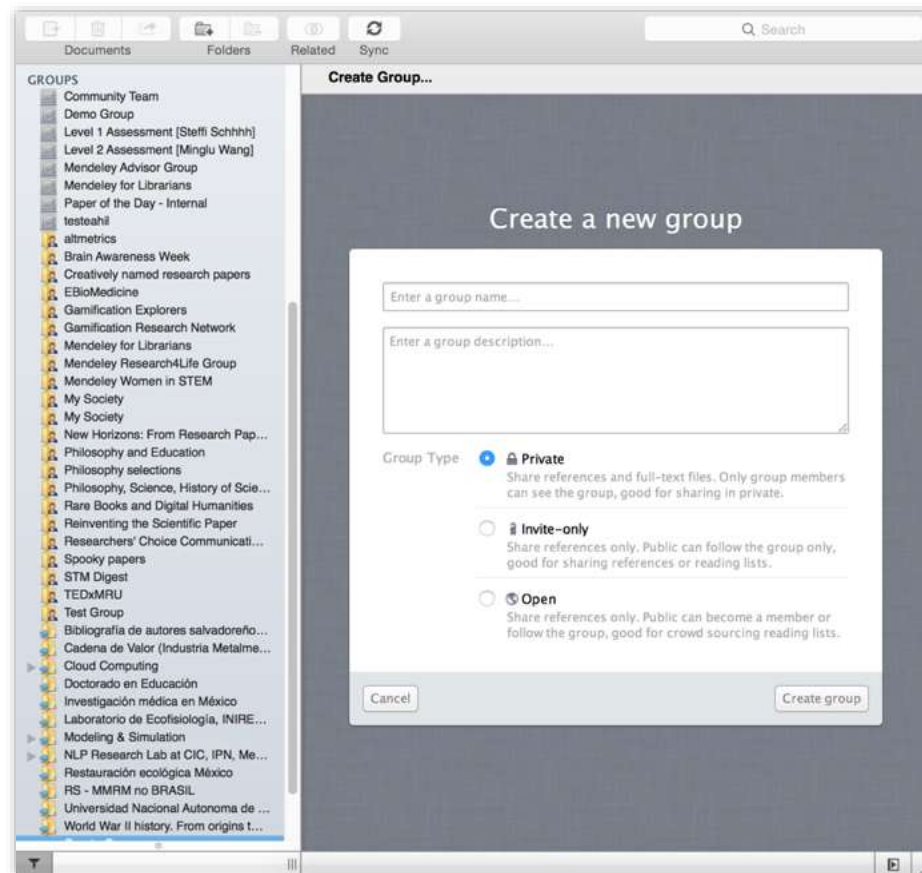 Search
Documents Folders Related Sync
GROUPS
Community Team
Demo Group
Level 1 Assessment [Steffi Schhhh]
Level 2 Assessment [Minglu Wang]
Mendeley Advisor Group
Mendeley for Librarians
Paper of the Day - Internal
testeahil
altmetrics
Brain Awareness Week
Creatively named research papers
EBioMedicine
Gamification Explorers
Gamification Research Network
Mendeley for Librarians
Mendeley Research4Life Group
Mendeley Women in STEM
My Society
My Society
New Horizons: From Research Pap...
Philosophy and Education
Philosophy selections
Philosophy, Science, History of Scie...
Rare Books and Digital Humanities
Reinventing the Scientific Paper
Researchers' Choice Communicati...
Spooky papers
STM Digest
TEDxMRU
Test Group
Bibliografía de autores salvadoreño...
Cadena de Valor (Industria Metalme...
Cloud Computing
Doctorado en Educación
Investigación médica en México
Laboratorio de Ecofisiología, INIRE...
Modeling & Simulation
NLP Research Lab at CIC, IPN, Me...
Restauración ecológica México
RS - MMRM no BRASIL
Universidad Nacional Autonoma de ...
World War II history. From origins t...
Create Group...
Create a new group
Enter a group name...
Enter a group description...
Group Type
Private
Share references and full-text files. Only group members
can see the group, good for sharing in private.
Invite-only
Share references only. Public can follow the group only,
good for sharing references or reading lists.
Open
Share references only. Public can become a member or
follow the group, good for crowd sourcing reading lists.
Cancel
Create group